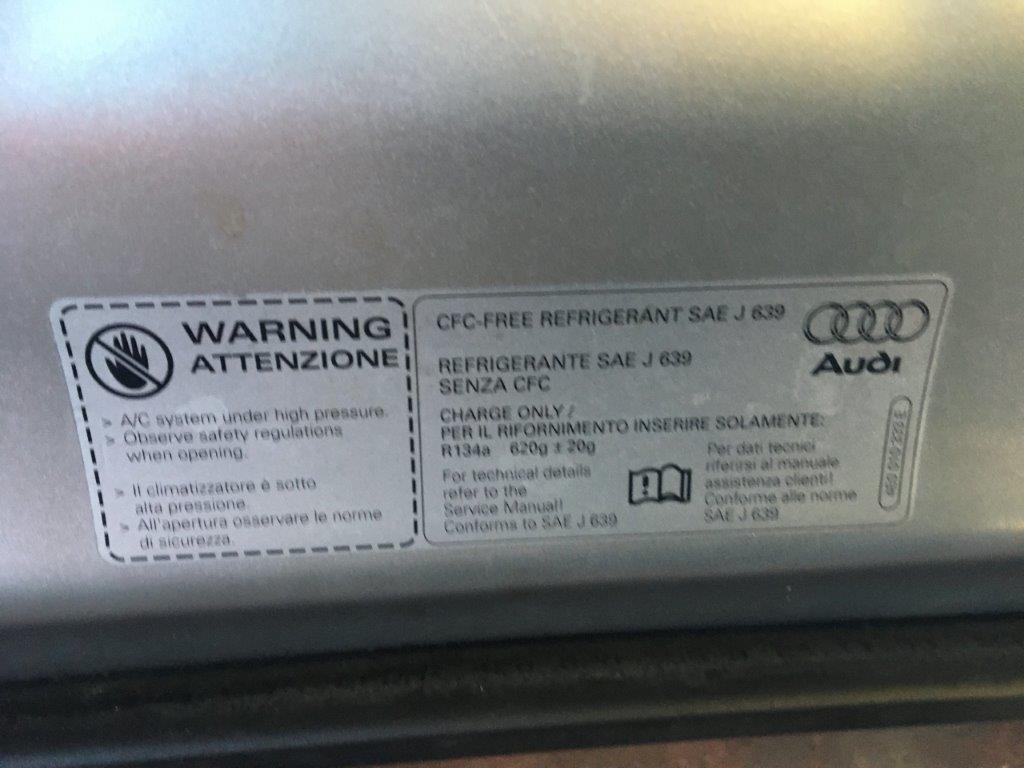 WARNING
ATTENZIONE
> A/C system under high pressure.
> Observe safety regulations
when opening.
> Il climatizzatore è sotto
alta pressione.
> All'apertura osservare le norme
di sicurezza.
CFC-FREE REFRIGERANT SAE J 639
REFRIGERANTE SAE J 639
SENZA CFC
CHARGE ONLY /
PER IL RIFORNIMENTO INSERIRE SOLAMENTE:
R134a 620g ± 20g
For technical details
refer to the
Service Manual!
Conforms to SAE J 639
!
Per dati tecnici
riferirsi al manuale
assistenza clienti!
Conforme alle norme
SAE J 639
Audi